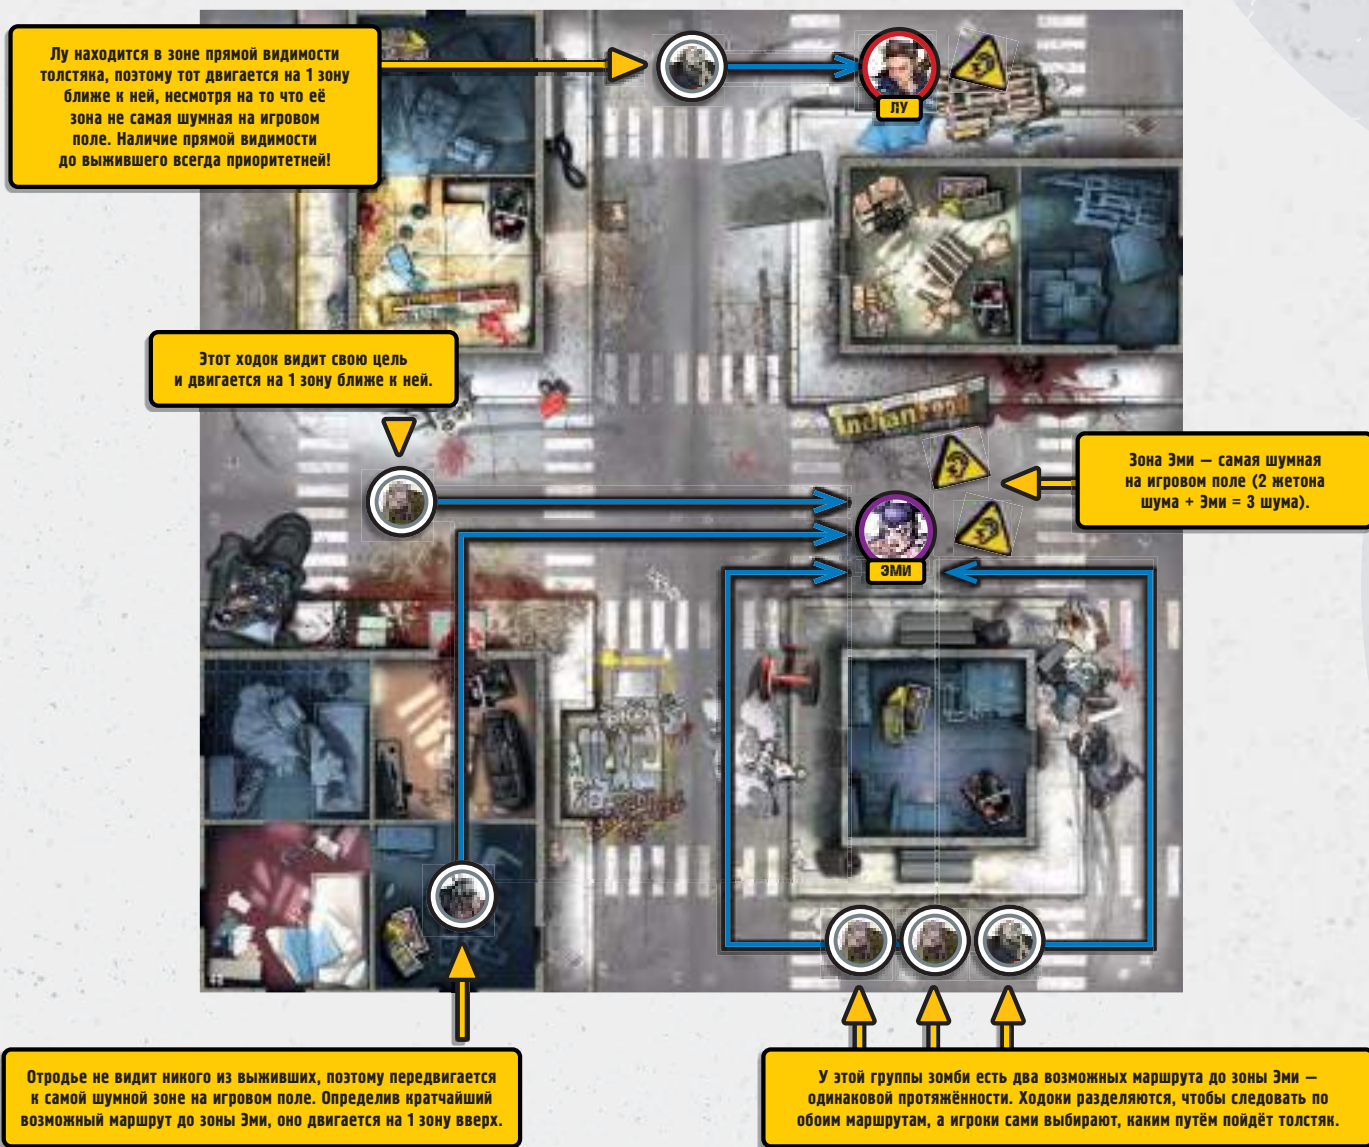 Лу находится в зоне прямой видимости
толстяка, поэтому тот двигается на 1 зону
ближе к ней, несмотря на то что её
зона не самая шумная на игровом
поле. Наличие прямой видимости
до выжившего всегда приоритетней!
ЛУ
Этот ходок видит свою цель
и двигается на 1 зону ближе к ней.
Indian Food
Зона Эми — самая шумная
на игровом поле (2 жетона
шума + Эми = 3 шума).
ЭМИ
Отродье не видит никого из выживших, поэтому передвигается
к самой шумной зоне на игровом поле. Определив кратчайший
возможный маршрут до зоны Эми, оно двигается на 1 зону вверх.
У этой группы зомби есть два возможных маршрута до зоны Эми —
одинаковой протяжённости. Ходоки разделяются, чтобы следовать по
обоим маршрутам, а игроки сами выбирают, каким путём пойдёт толстяк.